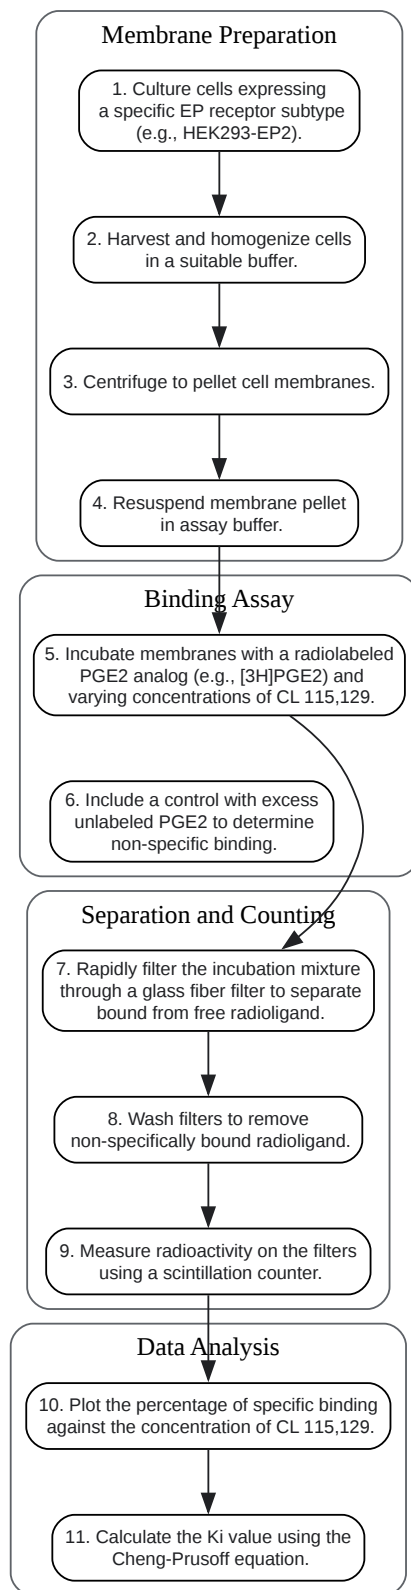 Membrane Preparation
1. Culture cells expressing
a specific EP receptor subtype
(e.g., HEK293-EP2).
2. Harvest and homogenize cells
in a suitable buffer.
3. Centrifuge to pellet cell membranes.
4. Resuspend membrane pellet
in assay buffer.
Binding Assay
5. Incubate membranes with a radiolabeled
PGE2 analog (e.g., [3H]PGE2) and
varying concentrations of CL 115,129.
6. Include a control with excess
unlabeled PGE2 to determine
non-specific binding.
Separation and Counting
7. Rapidly filter the incubation mixture
through a glass fiber filter to separate
bound from free radioligand.
8. Wash filters to remove
non-specifically bound radioligand.
9. Measure radioactivity on the filters
using a scintillation counter.
Data Analysis
10. Plot the percentage of specific binding
against the concentration of CL 115,129.
11. Calculate the Ki value using the
Cheng-Prusoff equation.